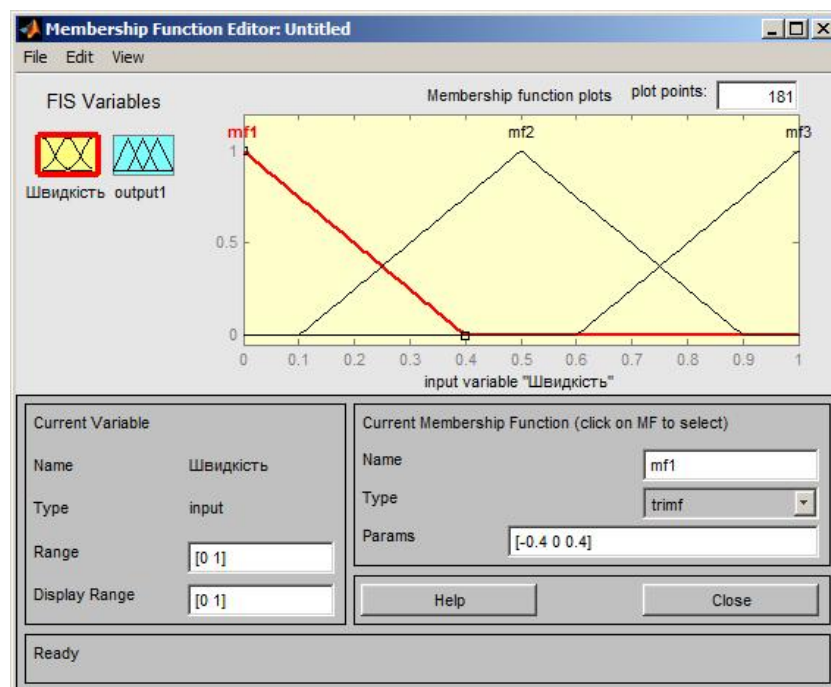 Membership Function Editor: Untitled
File Edit View
FIS Variables
Membership function plots plot points: 181
mf1 mf2 mf3
1
Швидкість output1
0.5
0
0 0.1 0.2 0.3 0.4 0.5 0.6 0.7 0.8 0.9 1
input variable "Швидкість"
Current Variable
Name Швидкість
Type input
Range [0 1]
Display Range [0 1]
Current Membership Function (click on MF to select)
Name mf1
Type trimf
Params [-0.4 0 0.4]
Help Close
Ready